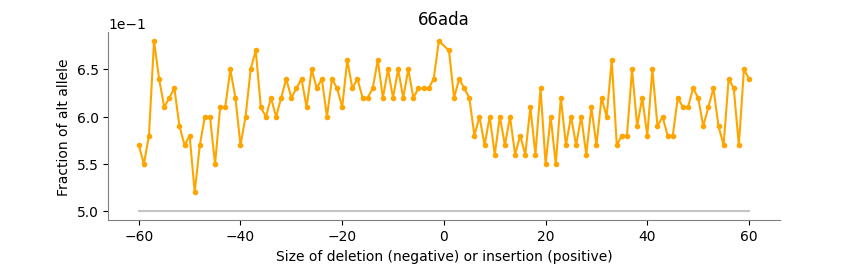 66ada
1e−1
6.5
6.0
5.5
5.0
Fraction of alt allele
−60 −40 −20 0 20 40 60
Size of deletion (negative) or insertion (positive)